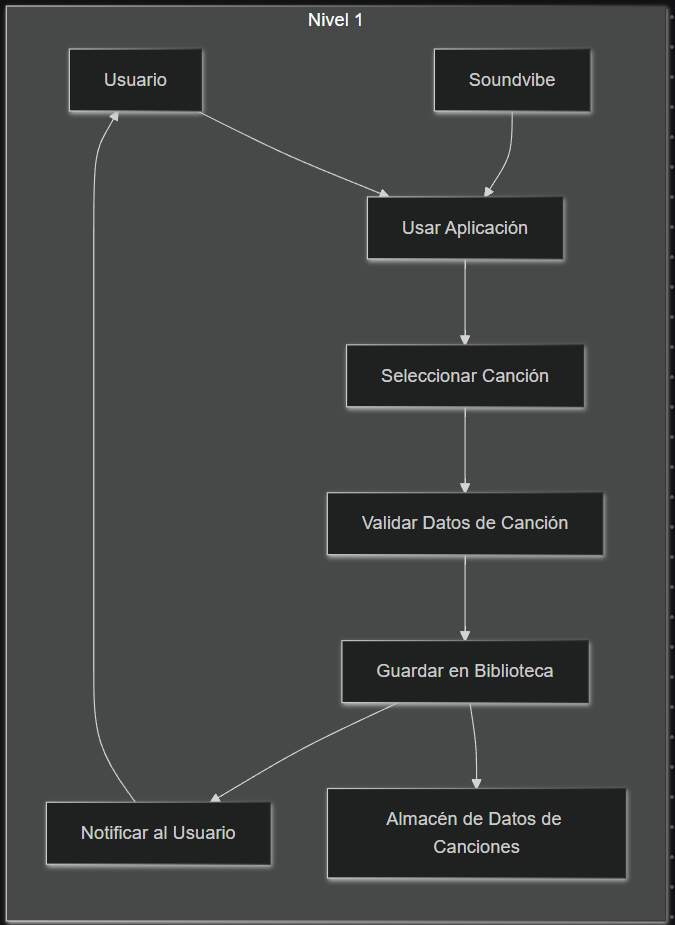 Nivel 1
Usuario
Soundvibe
Usar Aplicación
Seleccionar Canción
Validar Datos de Canción
Guardar en Biblioteca
Notificar al Usuario
Almacén de Datos de
Canciones